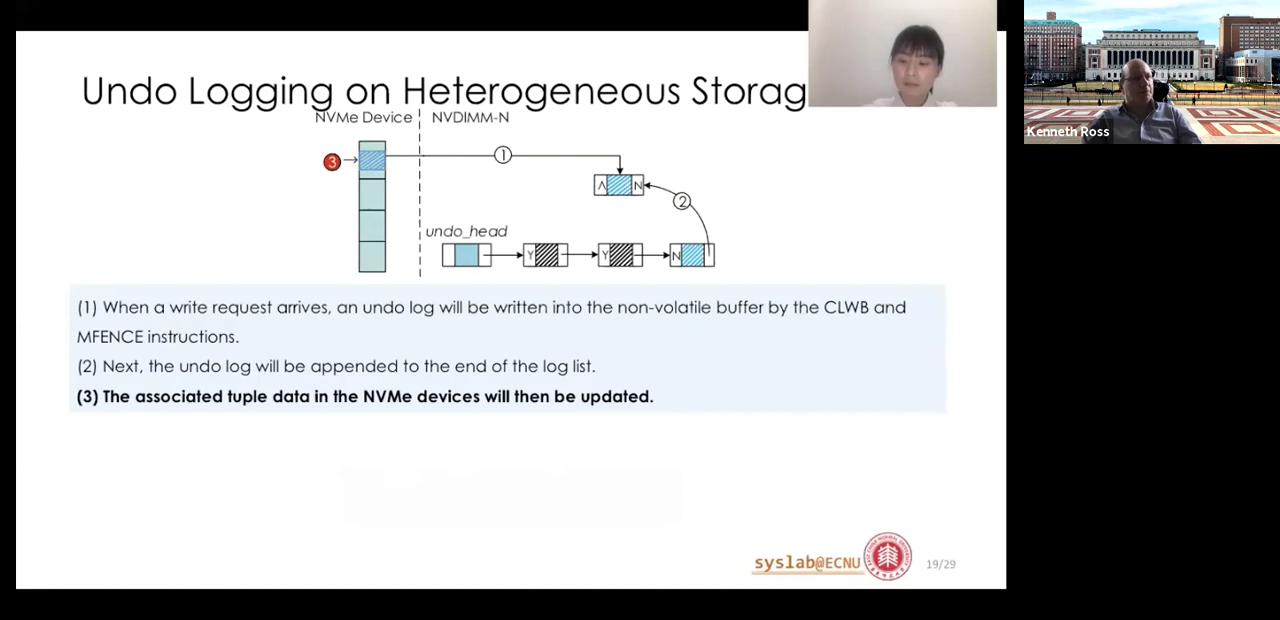 Undo Logging on Heterogeneous Storag
NVMe Device
NVDIMM-N
3
1
A
N
2
undo_head
Y
Y
N
(1) When a write request arrives, an undo log will be written into the non-volatile buffer by the CLWB and
MFENCE instructions.
(2) Next, the undo log will be appended to the end of the log list.
(3) The associated tuple data in the NVMe devices will then be updated.
syslab@ECNU
19/29
Kenneth Ross